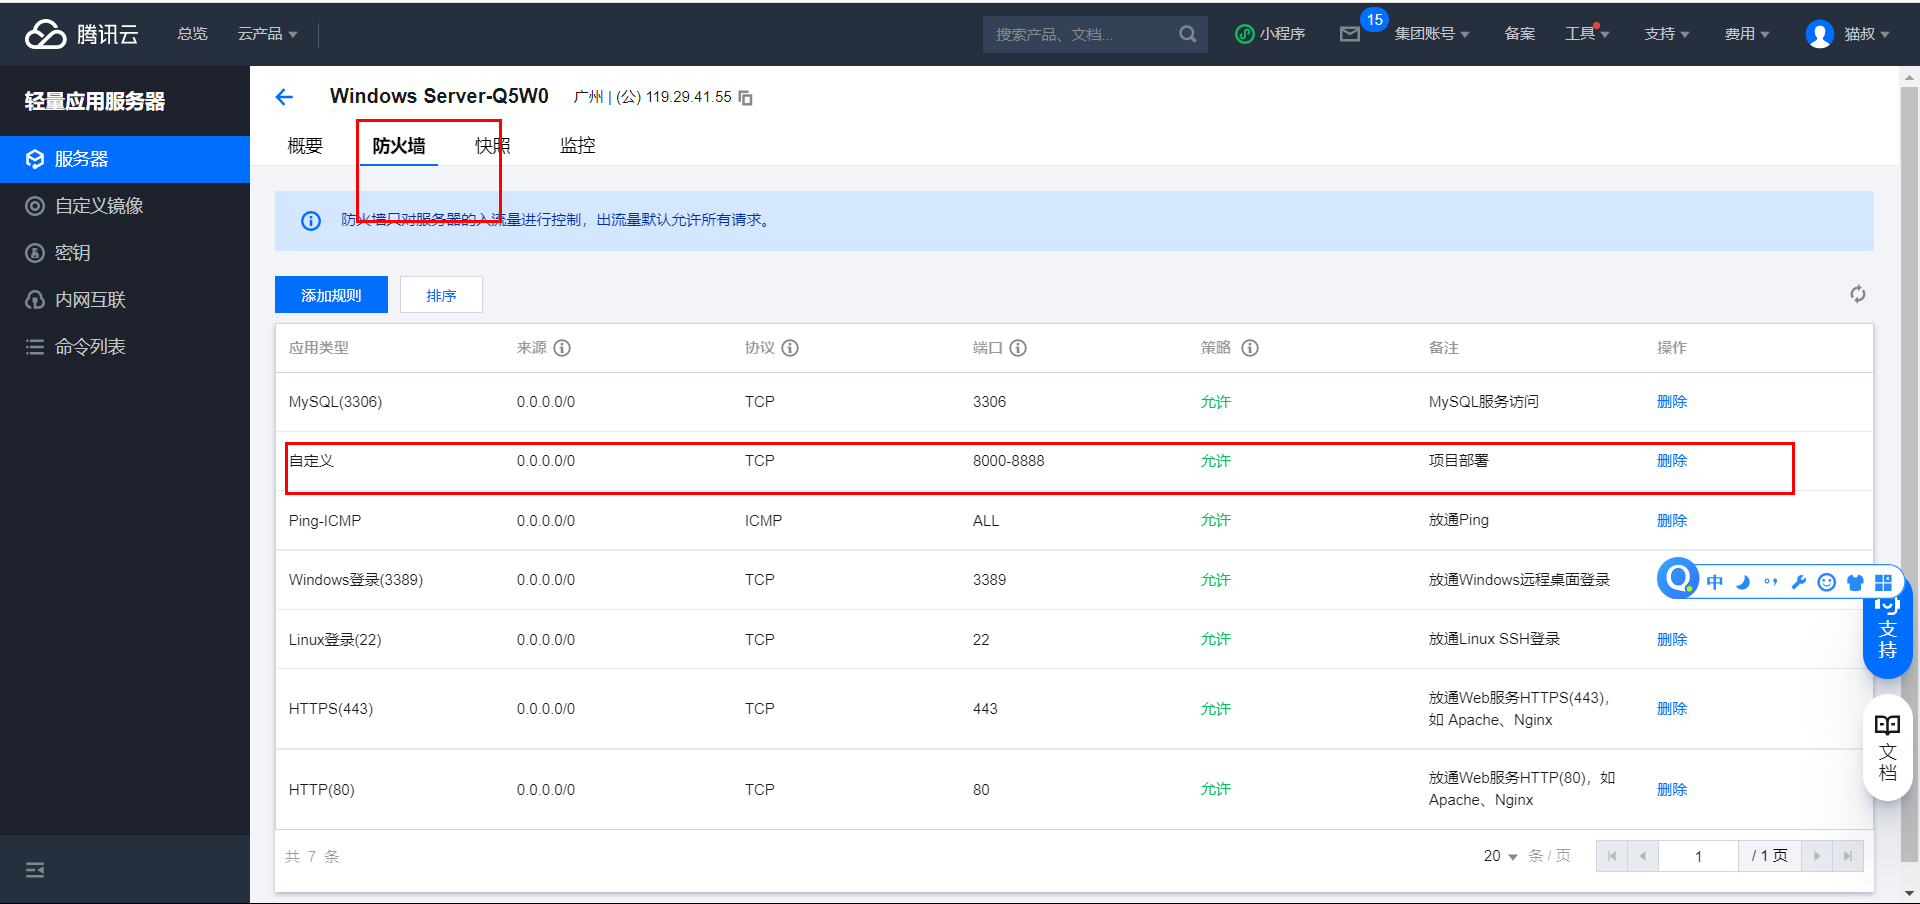 腾讯云 总览 云产品 搜索产品、文档... 小程序 15 集团账号 备案 工具 支持 费用 猫叔
轻量应用服务器
服务器
自定义镜像
密钥
内网互联
命令列表
Windows Server-Q5W0 广州 | (公) 119.29.41.55
概要 防火墙 快照 监控
防火墙只对服务器的入流量进行控制，出流量默认允许所有请求。
添加规则 排序
应用类型 来源 协议 端口 策略 备注 操作
MySQL(3306) 0.0.0.0/0 TCP 3306 允许 MySQL服务访问 删除
自定义 0.0.0.0/0 TCP 8000-8888 允许 项目部署 删除
Ping-ICMP 0.0.0.0/0 ICMP ALL 允许 放通Ping 删除
Windows登录(3389) 0.0.0.0/0 TCP 3389 允许 放通Windows远程桌面登录
中
Linux登录(22) 0.0.0.0/0 TCP 22 允许 放通Linux SSH登录 删除
支持
HTTPS(443) 0.0.0.0/0 TCP 443 允许 放通Web服务HTTPS(443)，
如 Apache、Nginx 删除
文档
HTTP(80) 0.0.0.0/0 TCP 80 允许 放通Web服务HTTP(80)，如
Apache、Nginx 删除
共 7 条 20 条 / 页 1 / 1 页